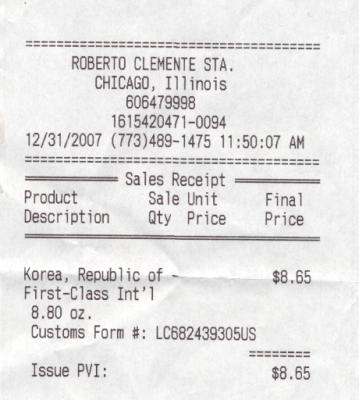 ====================================
ROBERTO CLEMENTE STA.
CHICAGO, Illinois
606479998
1615420471-0094
12/31/2007 (773)489-1475 11:50:07 AM
====================================
Sales Receipt
Product Sale Unit Final
Description Qty Price Price
Korea, Republic of - $8.65
First-Class Int'l
8.80 oz.
Customs Form #: LC682439305US
========
Issue PVI: $8.65